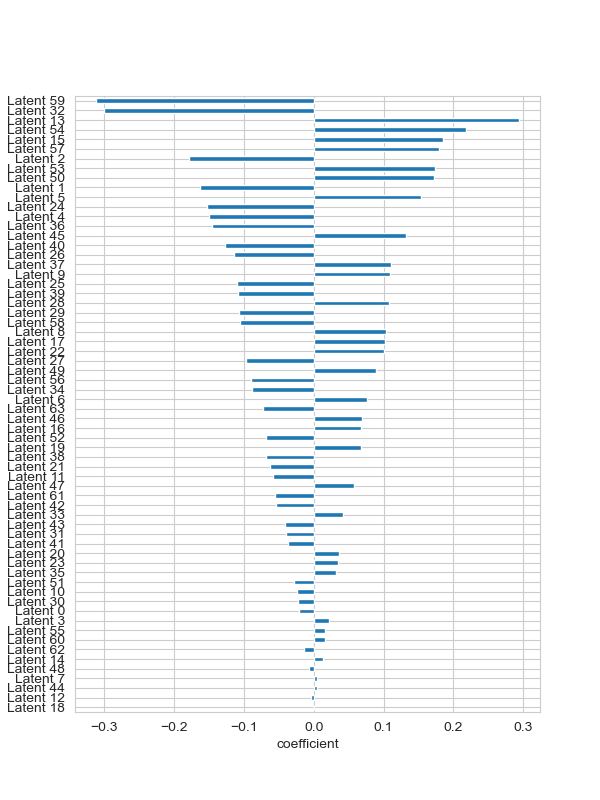 Latent 59
Latent 32
Latent 13
Latent 54
Latent 15
Latent 57
Latent 2
Latent 53
Latent 50
Latent 1
Latent 5
Latent 24
Latent 4
Latent 36
Latent 45
Latent 40
Latent 26
Latent 37
Latent 9
Latent 25
Latent 39
Latent 28
Latent 29
Latent 58
Latent 8
Latent 17
Latent 22
Latent 27
Latent 49
Latent 56
Latent 34
Latent 6
Latent 63
Latent 46
Latent 16
Latent 52
Latent 19
Latent 38
Latent 21
Latent 11
Latent 47
Latent 61
Latent 42
Latent 33
Latent 43
Latent 31
Latent 41
Latent 20
Latent 23
Latent 35
Latent 51
Latent 10
Latent 30
Latent 0
Latent 3
Latent 55
Latent 60
Latent 62
Latent 14
Latent 48
Latent 7
Latent 44
Latent 12
Latent 18
−0.3 −0.2 −0.1 0.0 0.1 0.2 0.3
coefficient